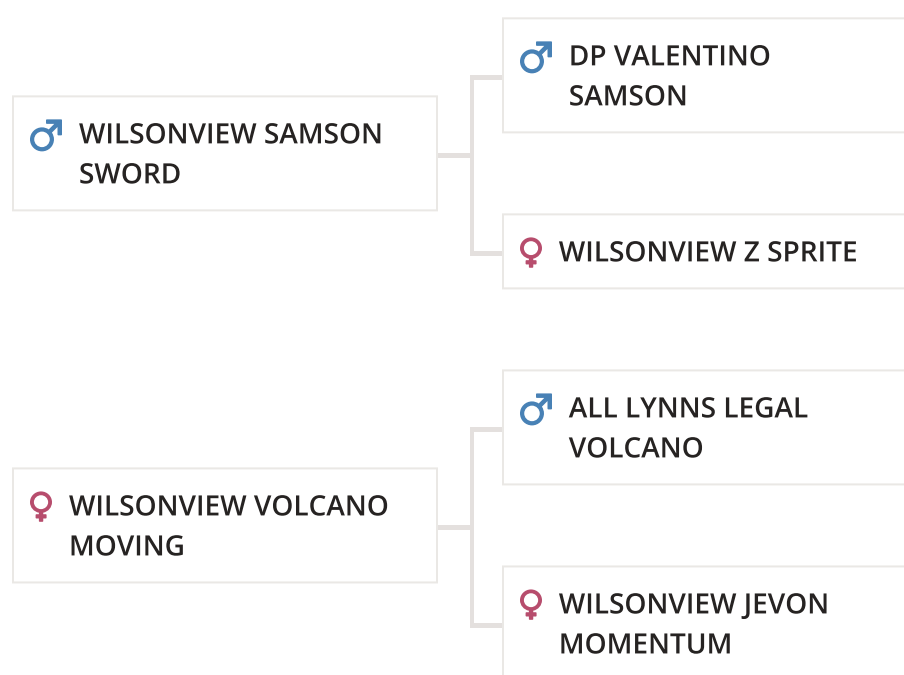 DP VALENTINO
SAMSON
WILSONVIEW SAMSON
SWORD
WILSONVIEW Z SPRITE
ALL LYNNS LEGAL
VOLCANO
WILSONVIEW VOLCANO
MOVING
WILSONVIEW JEVON
MOMENTUM